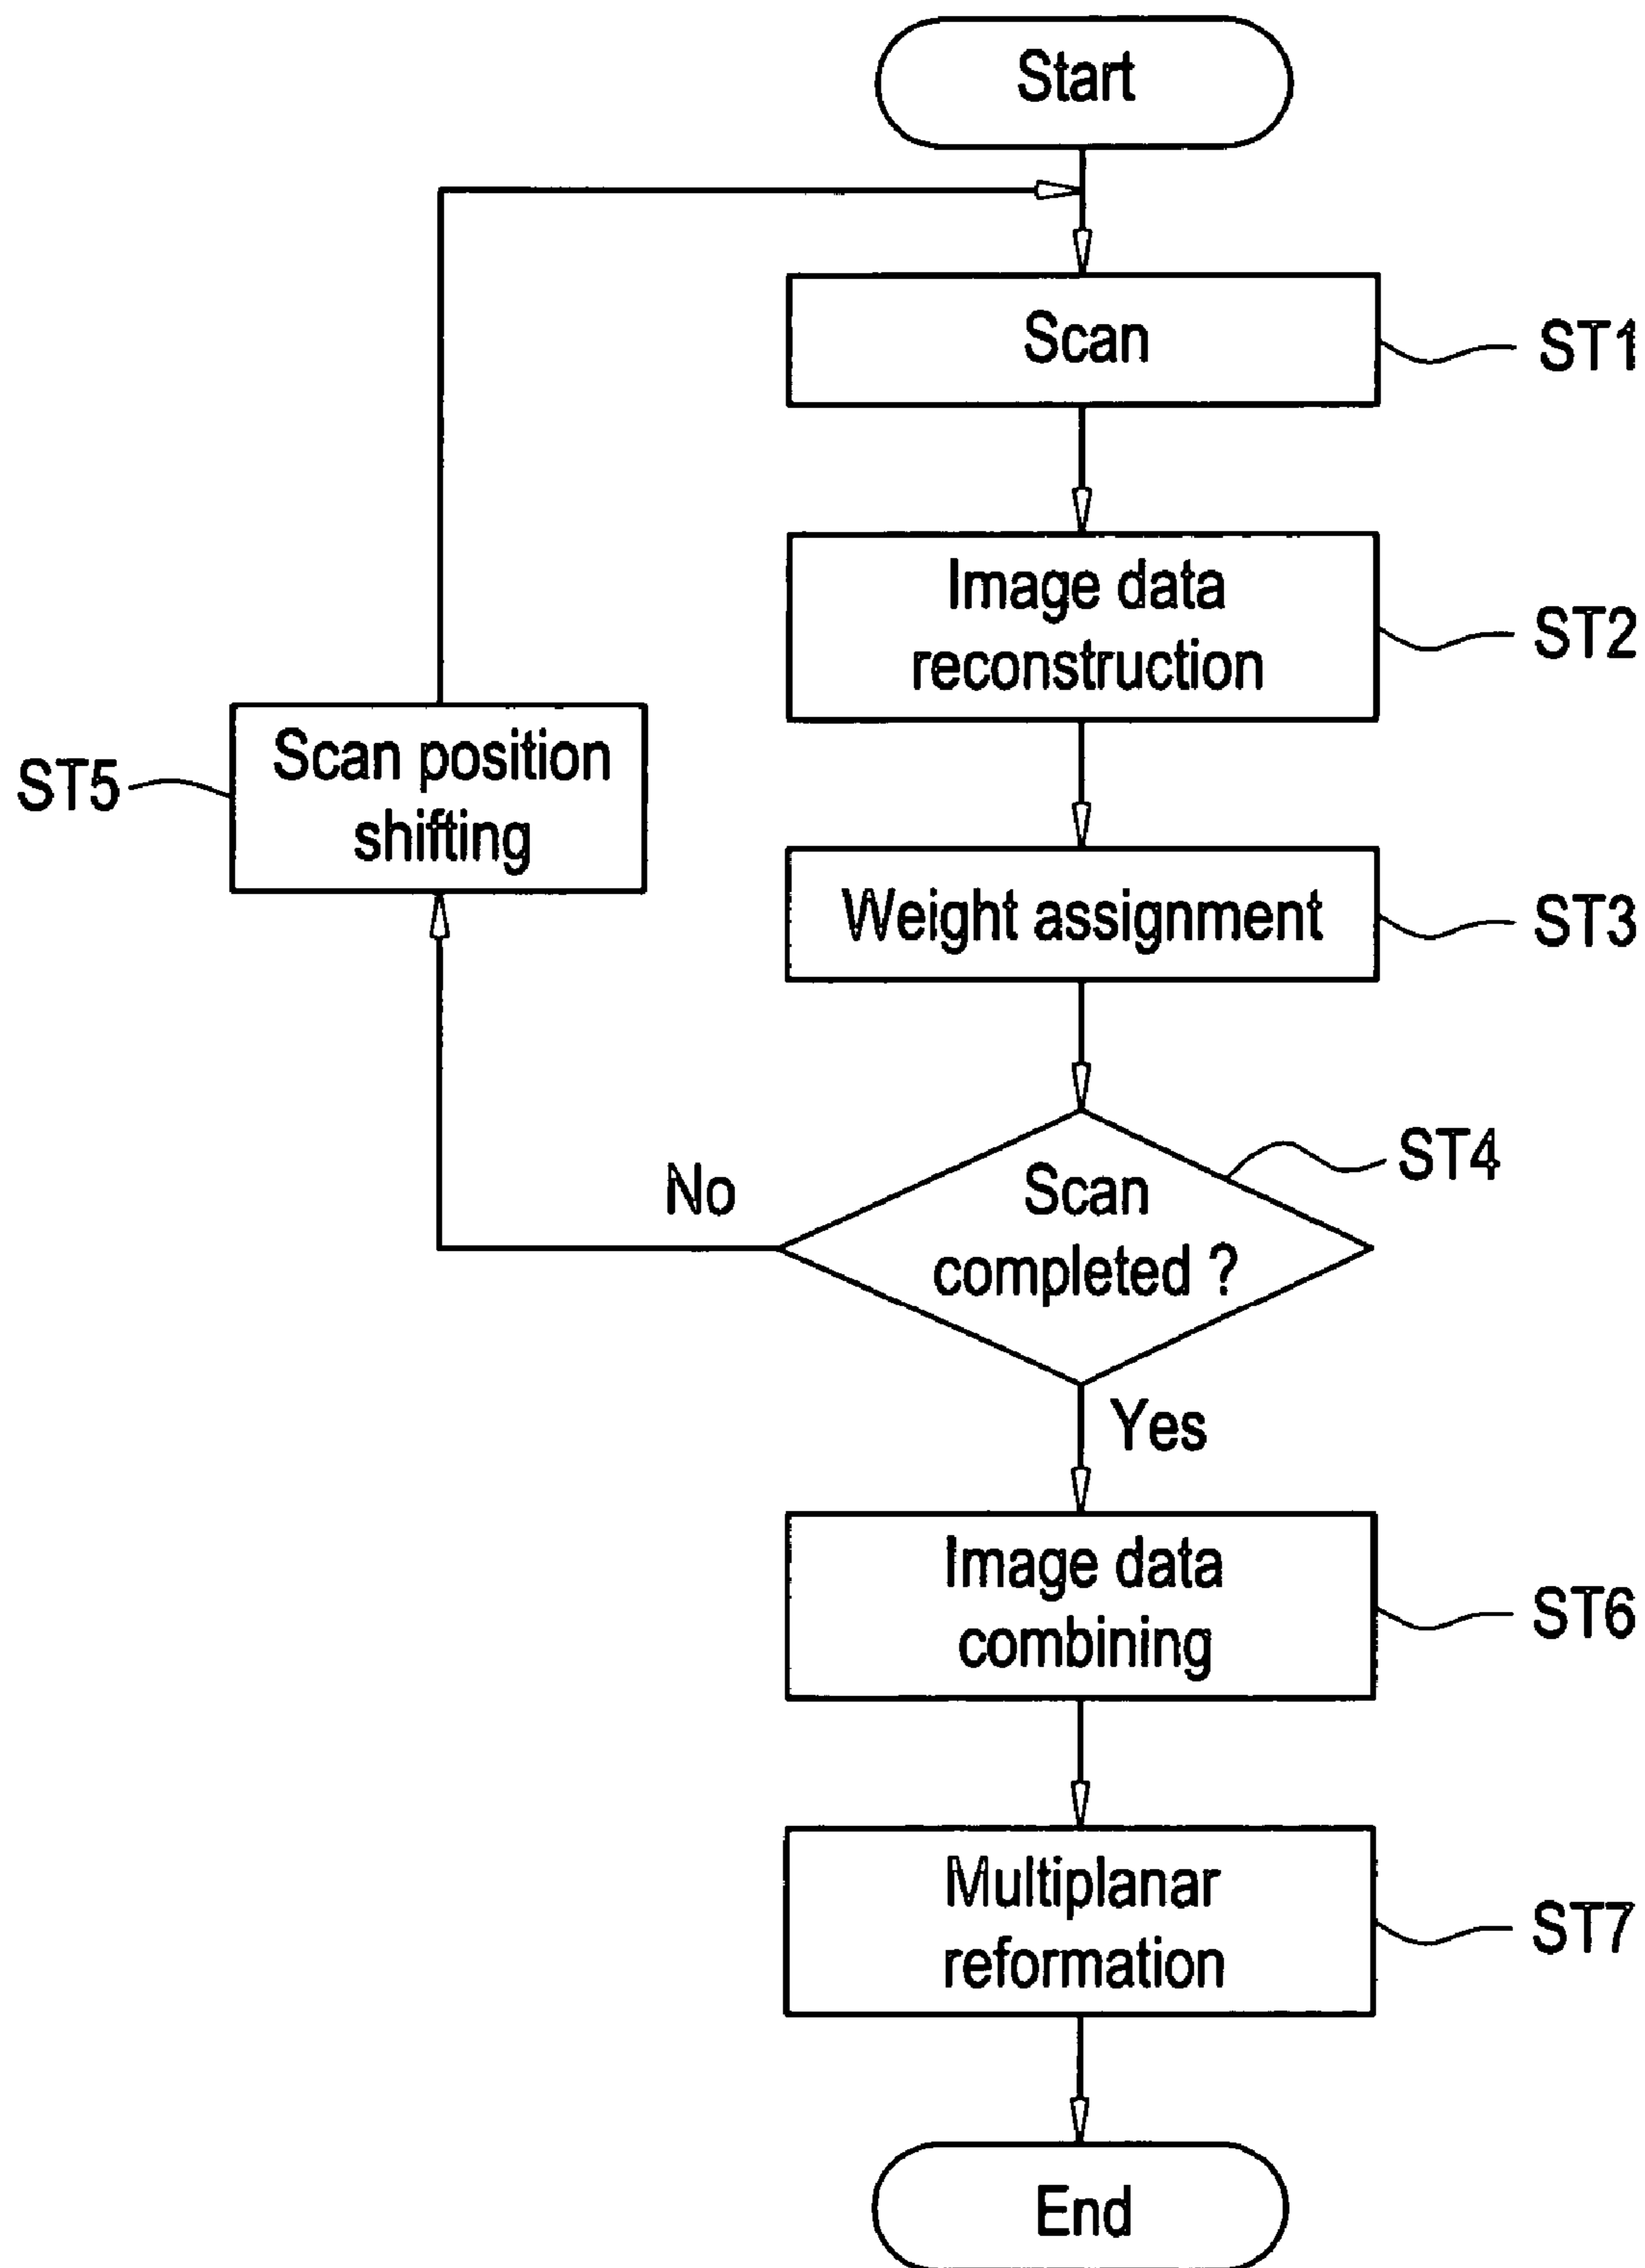 Start
Scan
ST1
Image data
reconstruction
ST2
Scan position
shifting
ST5
Weight assignment
ST3
Scan
completed ?
ST4
No
Yes
Image data
combining
ST6
Multiplanar
reformation
ST7
End